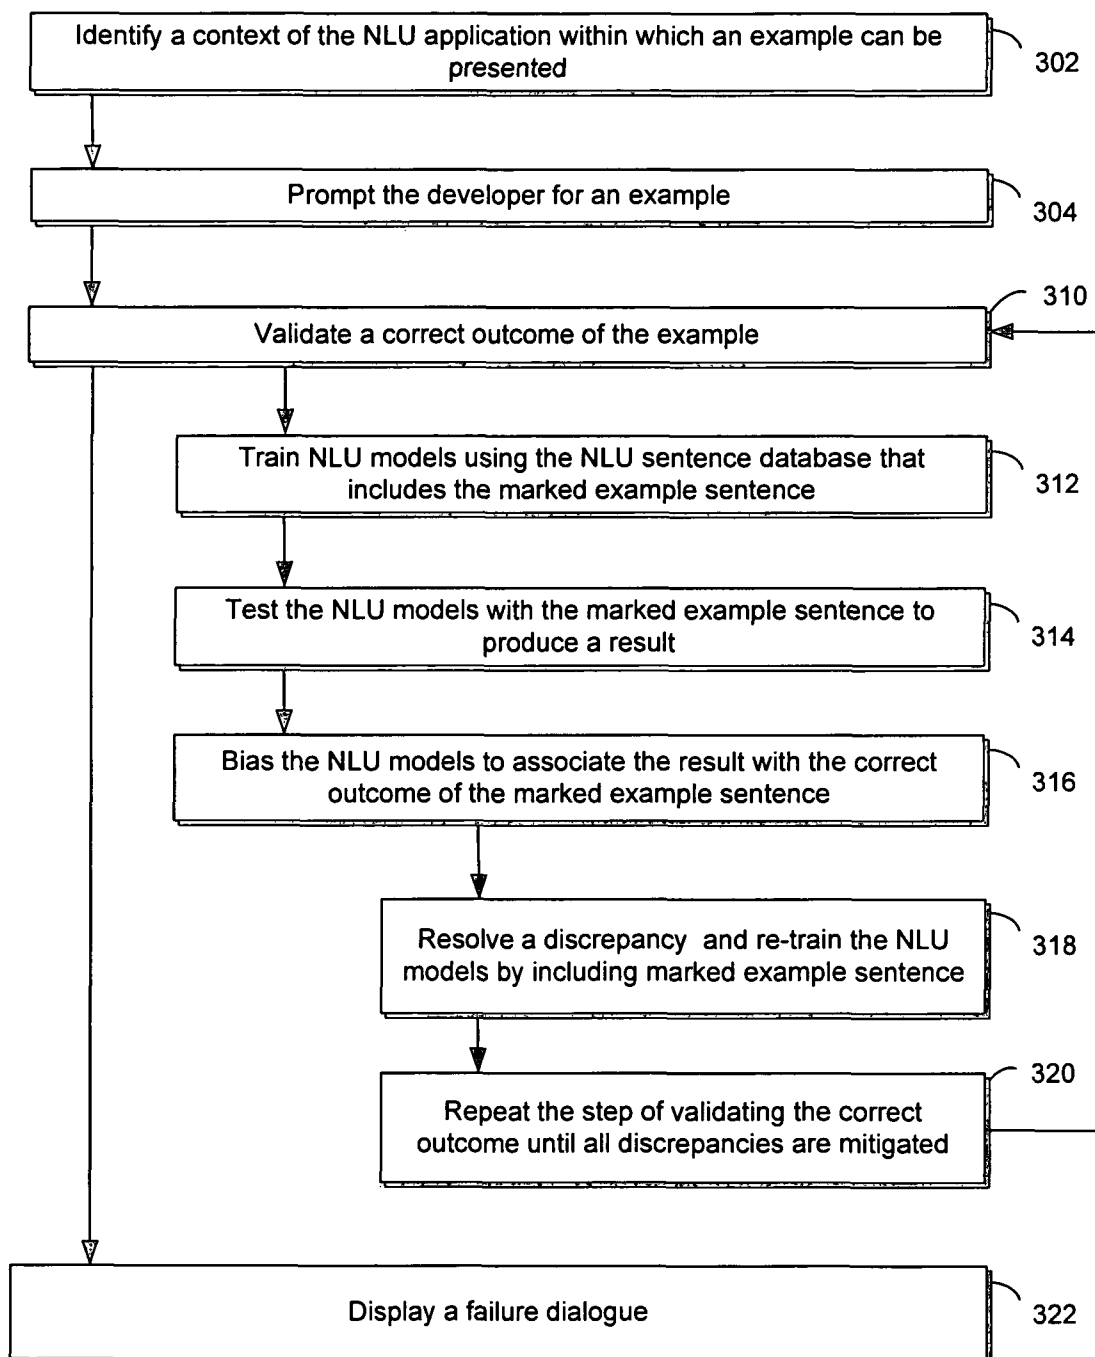 Identify a context of the NLU application within which an example can be
presented
302
Prompt the developer for an example
304
310
Validate a correct outcome of the example
Train NLU models using the NLU sentence database that
includes the marked example sentence
312
Test the NLU models with the marked example sentence to
produce a result
314
Bias the NLU models to associate the result with the correct
outcome of the marked example sentence
316
Resolve a discrepancy and re-train the NLU
models by including marked example sentence
318
320
Repeat the step of validating the correct
outcome until all discrepancies are mitigated
Display a failure dialogue
322